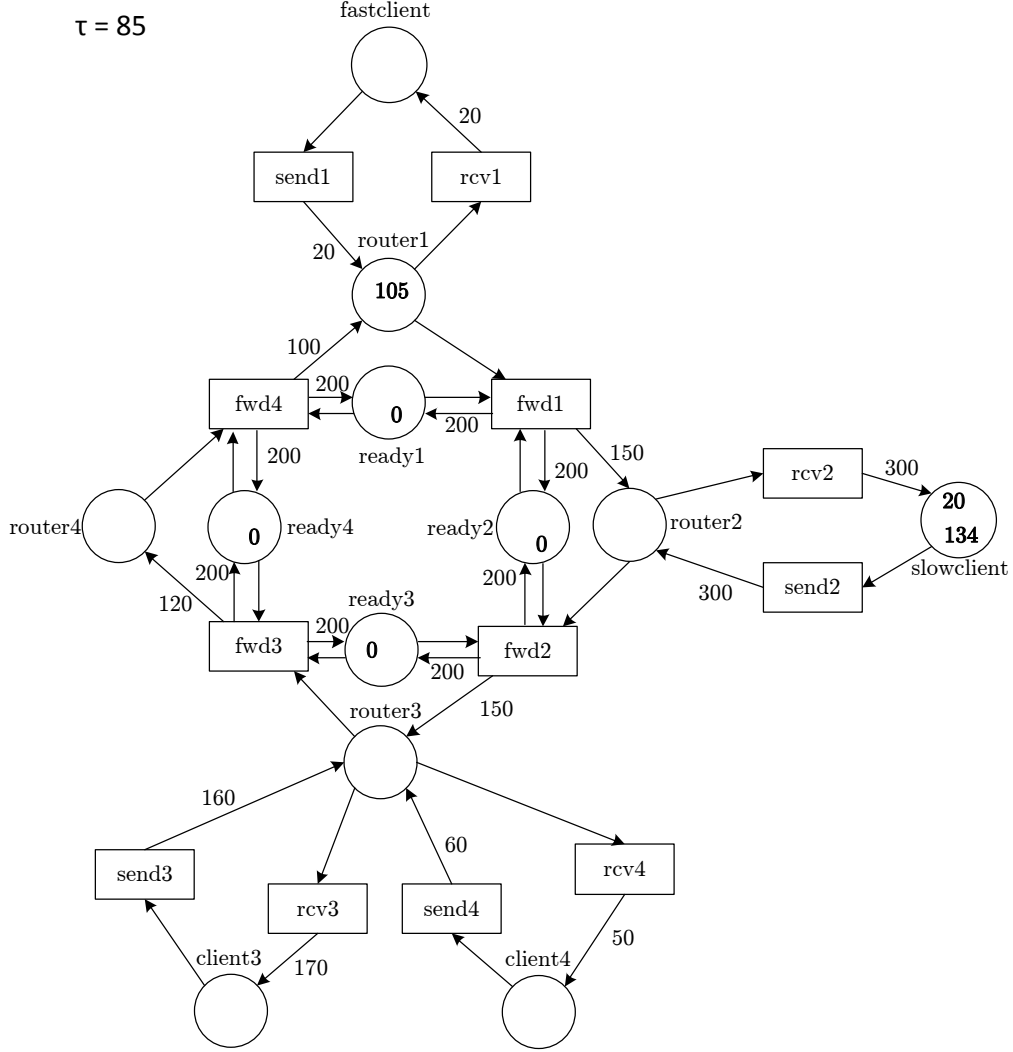 fastclient
τ = 85
20
send1
rcv1
20
router1
105
100
200
fwd4
fwd1
0
200
ready1
200
200
150
rcv2
300
router4
0
ready4
ready2
0
router2
20
134
slowclient
200
200
300
send2
120
ready3
200
fwd3
0
fwd2
200
150
router3
160
60
send3
rcv4
rcv3
send4
50
client3
170
client4